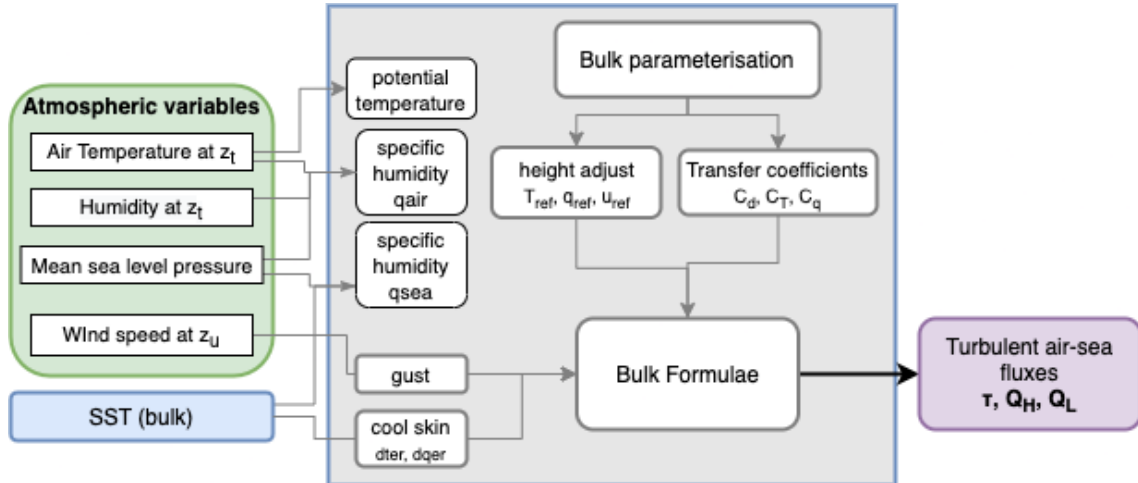 Atmospheric variables
Air Temperature at zt
Humidity at zt
Mean sea level pressure
WInd speed at zu
SST (bulk)
potential
temperature
specific
humidity
qair
specific
humidity
qsea
gust
cool skin
dter, dqer
Bulk parameterisation
height adjust
Tref, qref, uref
Transfer coefficients
Cd, CT, Cq
Bulk Formulae
Turbulent air-sea
fluxes
τ, QH, QL